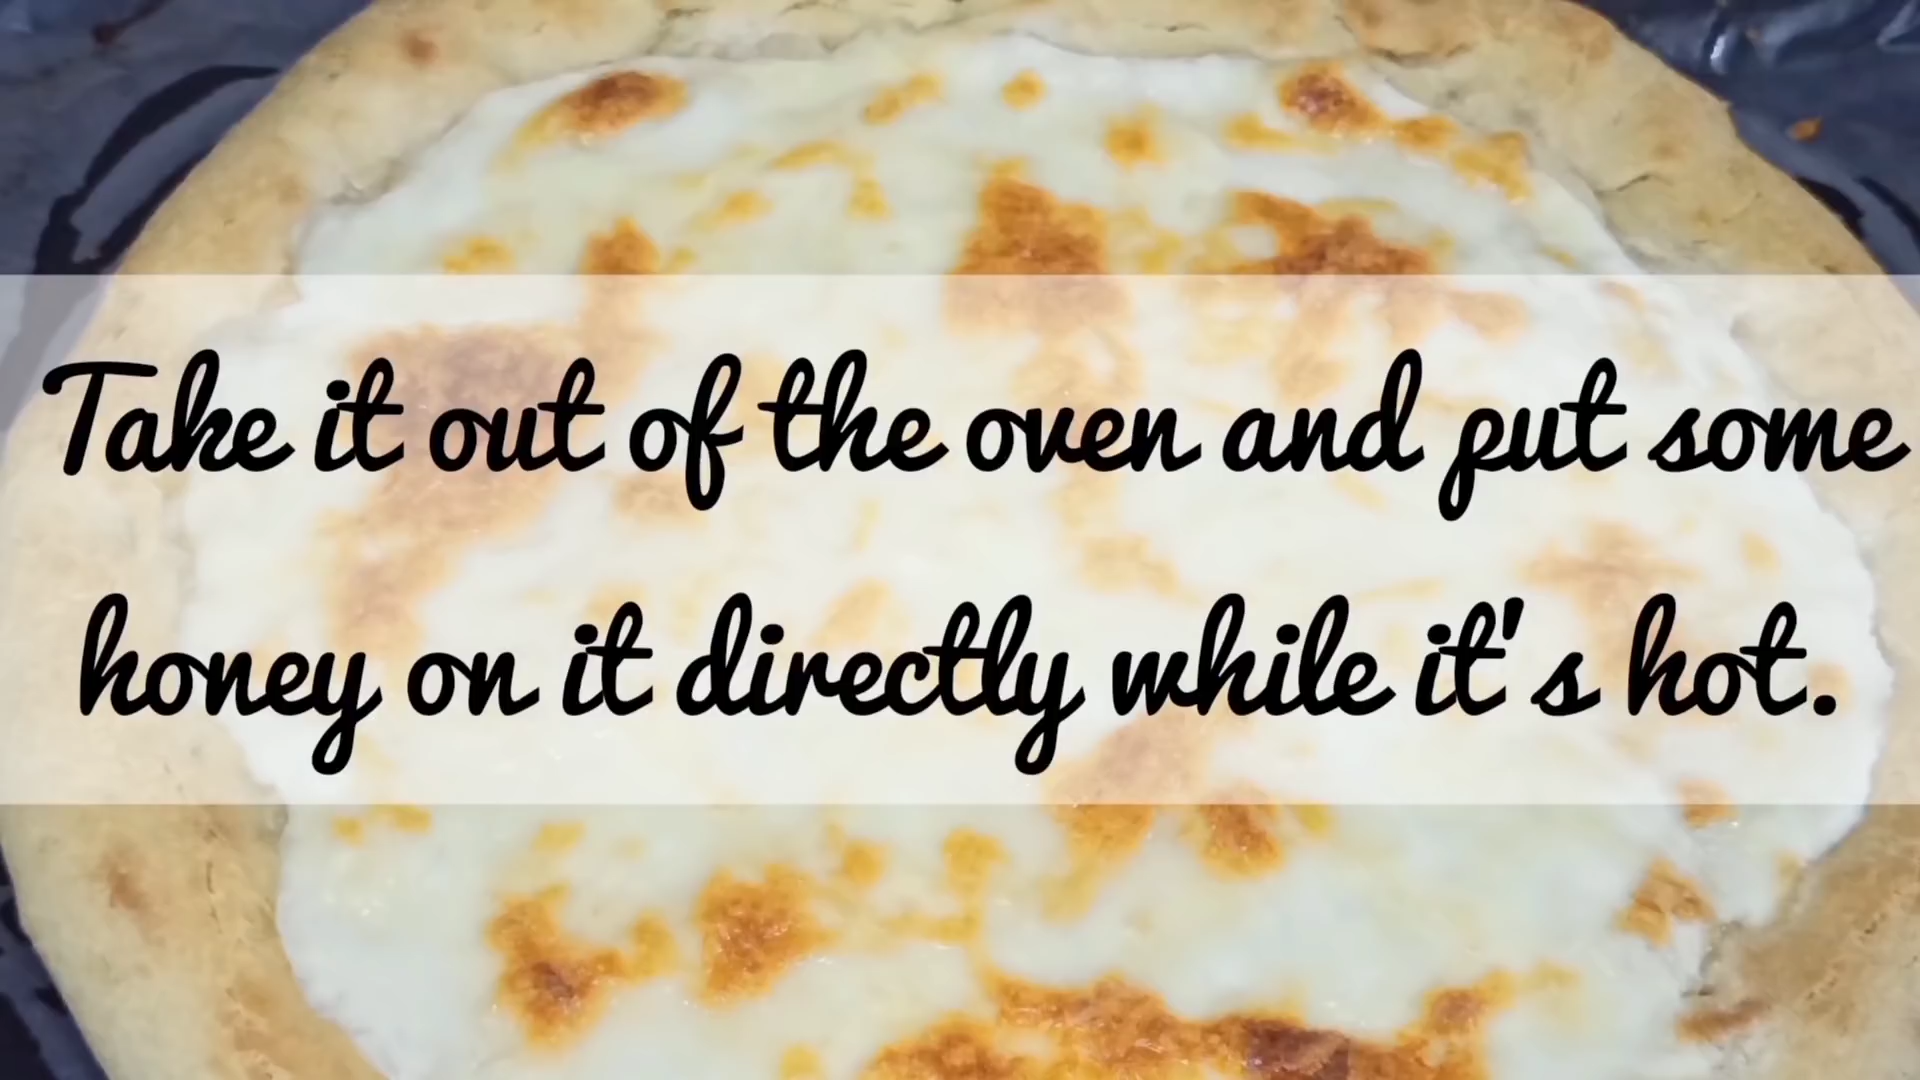 Take it out of the oven and put some
honey on it directly while it's hot.